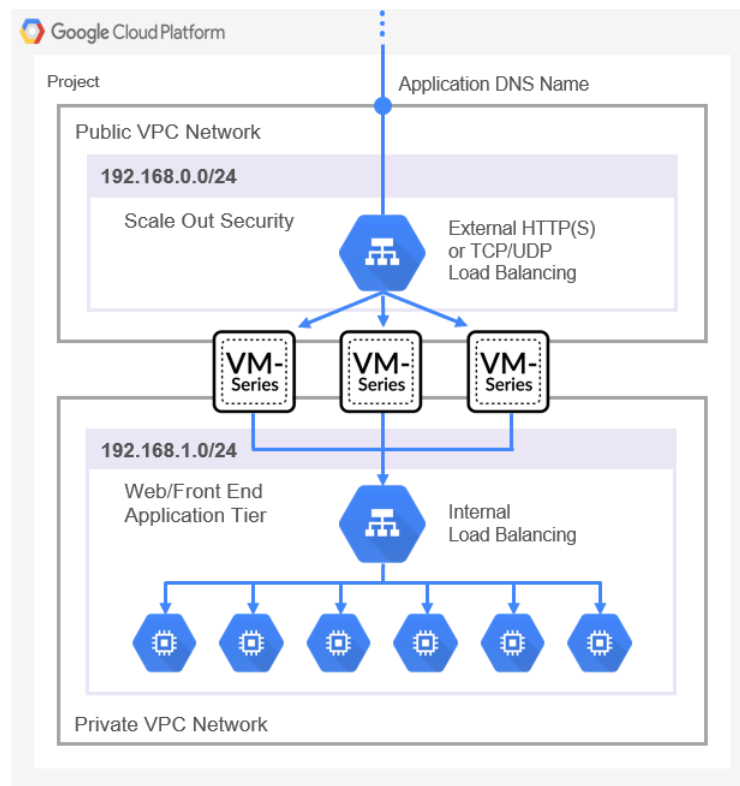 Google Cloud Platform
Project
Application DNS Name
Public VPC Network
192.168.0.0/24
Scale Out Security
External HTTP(S)
or TCP/UDP
Load Balancing
VM-
Series
VM-
Series
VM-
Series
192.168.1.0/24
Web/Front End
Application Tier
Internal
Load Balancing
Private VPC Network